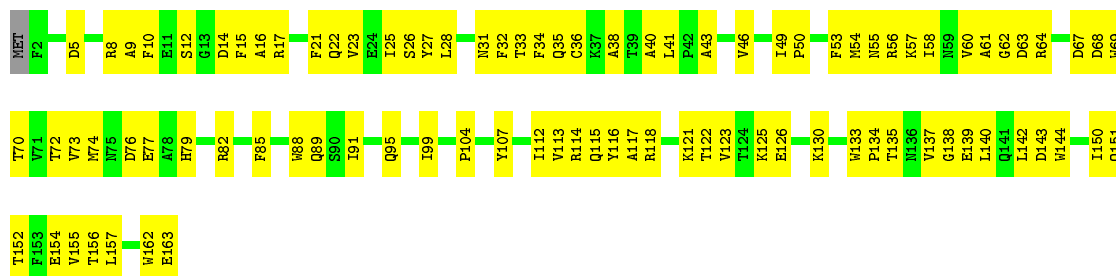 MET F2 D5 R8 A9 F10 E11 S12 G13 D14 F15 A16 R17 F21 Q22 V23 E24 I25 S26 Y27 L28 N31 F32 T33 F34 Q35 C36 K37 A38 T39 A40 L41 P42 A43 V46 I49 P50 F53 M54 N55 R56 K57 I58 N59 V60 A61 G62 D63 R64 D67 D68 W69
T70 V71 T72 V73 M74 N75 D76 E77 A78 H79 R82 F85 W88 Q89 S90 I91 Q95 I99 P104 Y107 I112 V113 R114 Q115 Y116 A117 R118 K121 T122 V123 T124 K125 E126 K130 W133 P134 T135 N136 V137 G138 E139 L140 Q141 L142 D143 W144 I150
T152 F153 E154 V155 T156 L157 W162 E163